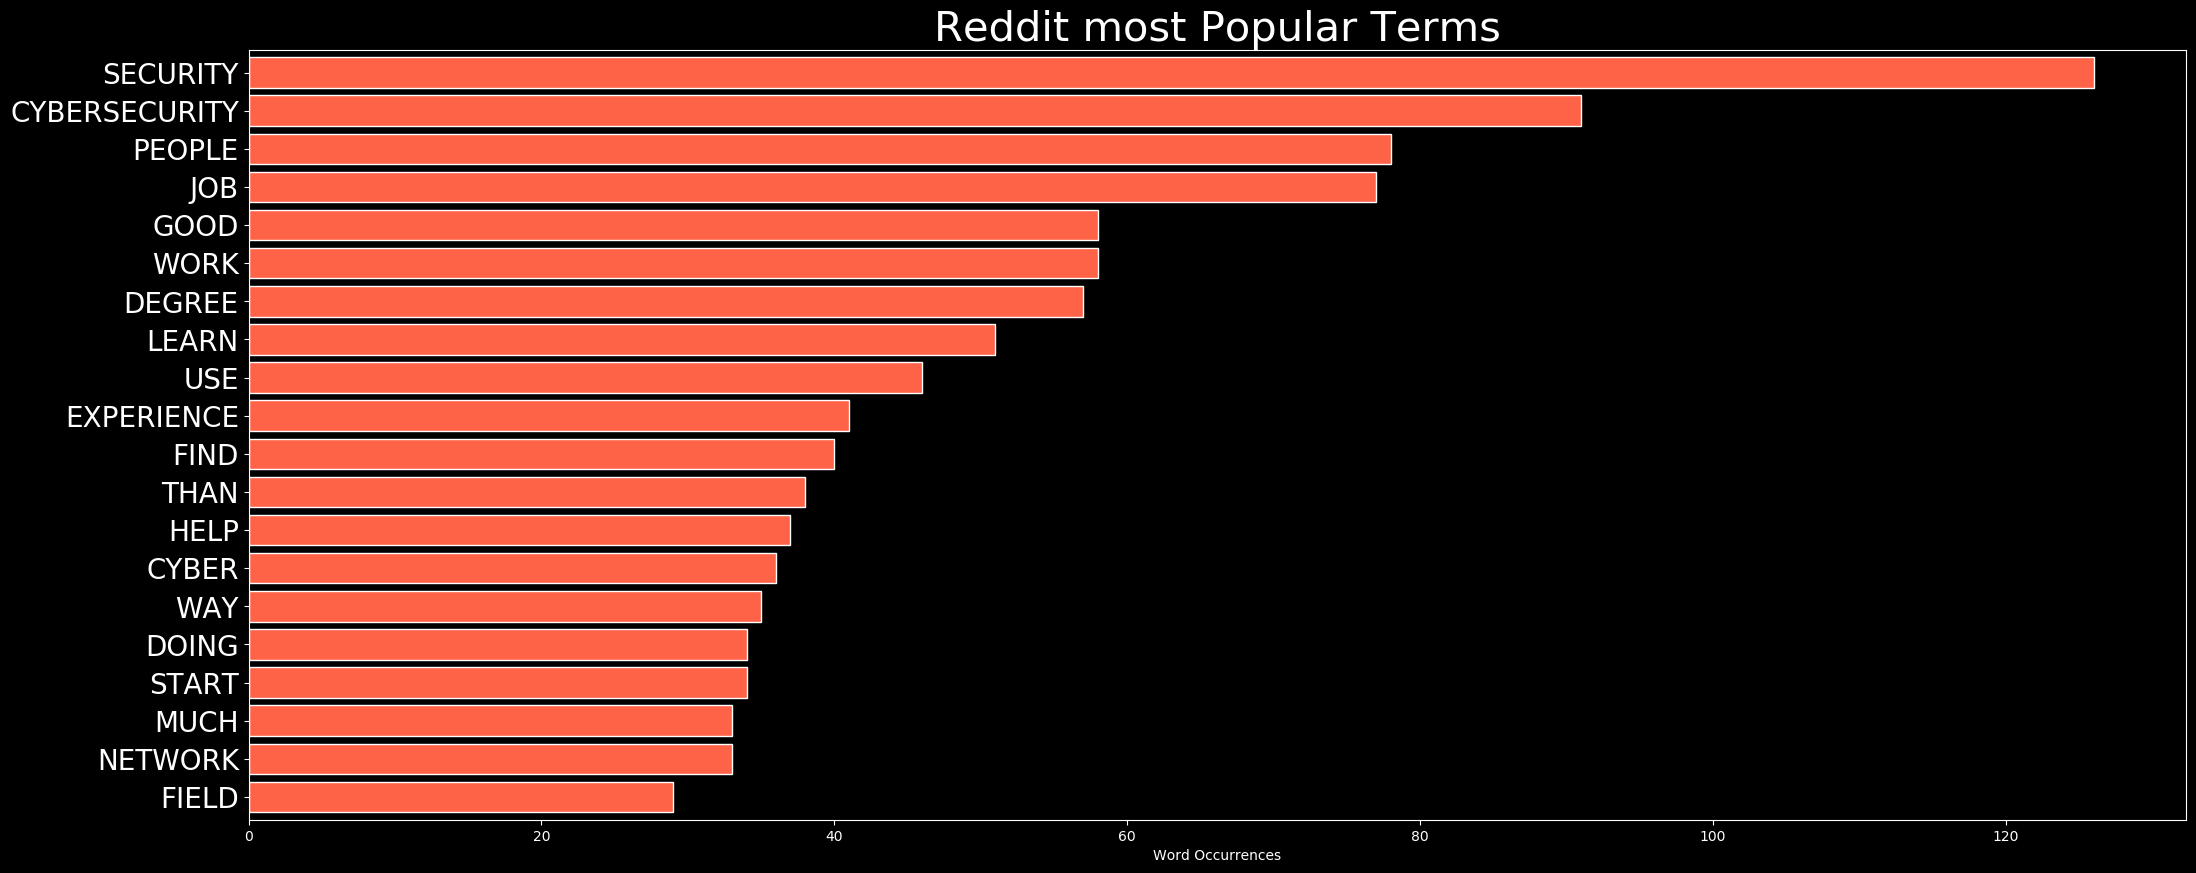 Reddit most Popular Terms
SECURITY
CYBERSECURITY
PEOPLE
JOB
GOOD
WORK
DEGREE
LEARN
USE
EXPERIENCE
FIND
THAN
HELP
CYBER
WAY
DOING
START
MUCH
NETWORK
FIELD
0 20 40 60 80 100 120
Word Occurrences